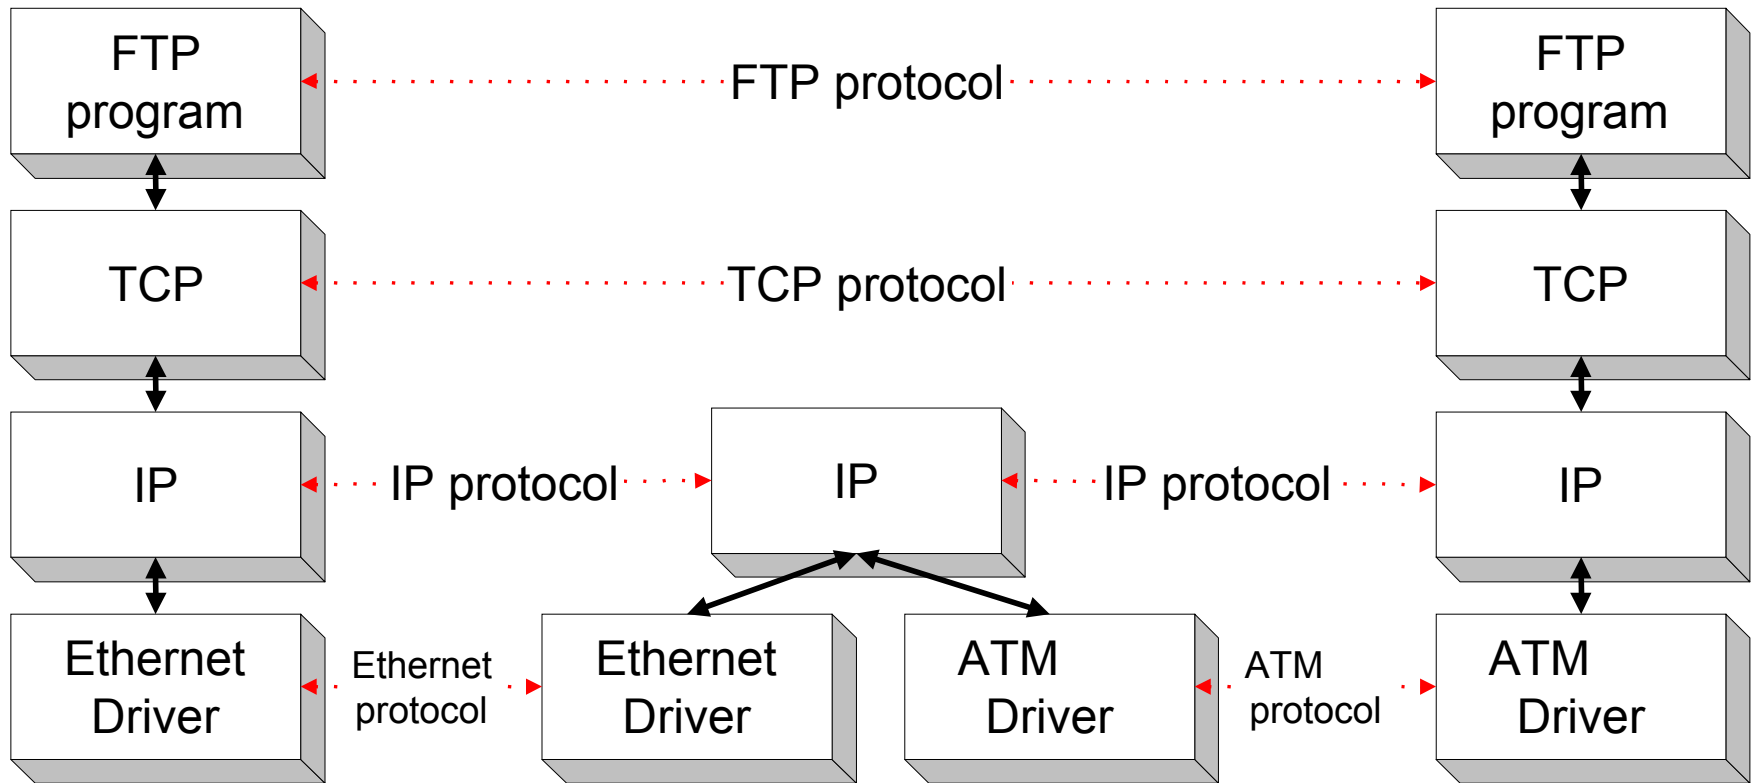 FTP
program
FTP protocol
FTP
program
TCP
TCP protocol
TCP
IP
IP protocol
IP
IP protocol
IP
Ethernet
Driver
Ethernet
protocol
Ethernet
Driver
ATM
Driver
ATM
protocol
ATM
Driver